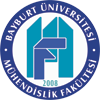 BAYBURT ÜNİVERSİTESİ
2008
MÜHENDİSLİK FAKÜLTESİ